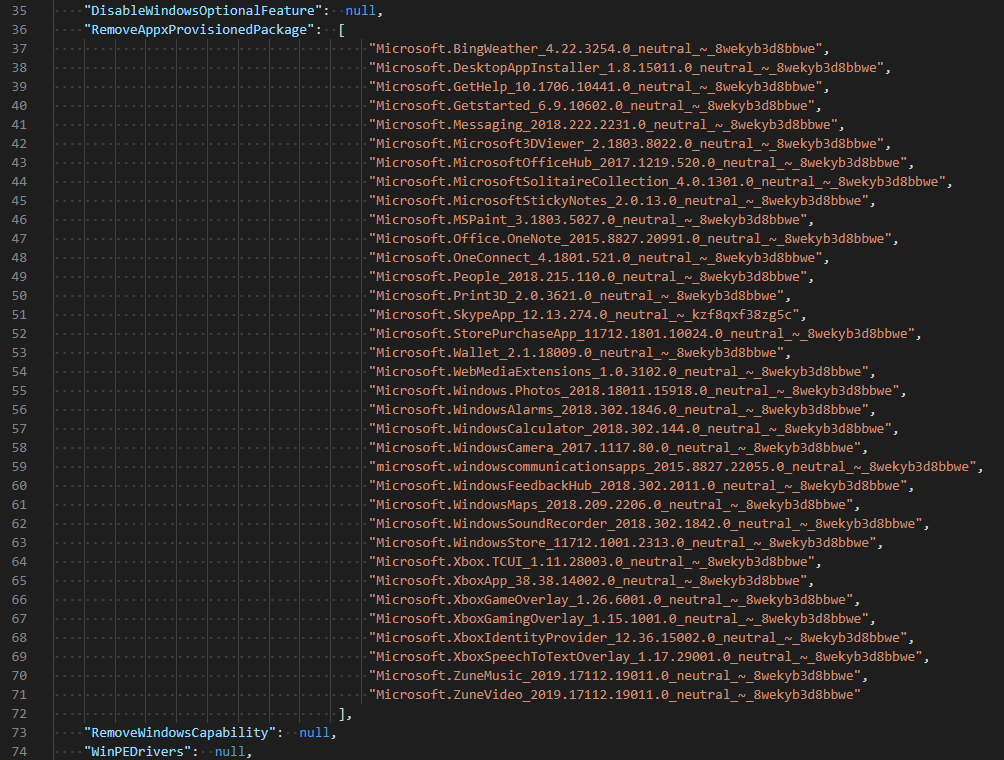 35 "DisableWindowsOptionalFeature": null,
36 "RemoveAppxProvisionedPackage": [
37 "Microsoft.BingWeather_4.22.3254.0_neutral_~_8wekyb3d8bbwe",
38 "Microsoft.DesktopAppInstaller_1.8.15011.0_neutral_~_8wekyb3d8bbwe",
39 "Microsoft.GetHelp_10.1706.10441.0_neutral_~_8wekyb3d8bbwe",
40 "Microsoft.Getstarted_6.9.10602.0_neutral_~_8wekyb3d8bbwe",
41 "Microsoft.Messaging_2018.222.2231.0_neutral_~_8wekyb3d8bbwe",
42 "Microsoft.Microsoft3DViewer_2.1803.8022.0_neutral_~_8wekyb3d8bbwe",
43 "Microsoft.MicrosoftOfficeHub_2017.1219.520.0_neutral_~_8wekyb3d8bbwe",
44 "Microsoft.MicrosoftSolitaireCollection_4.0.1301.0_neutral_~_8wekyb3d8bbwe",
45 "Microsoft.MicrosoftStickyNotes_2.0.13.0_neutral_~_8wekyb3d8bbwe",
46 "Microsoft.MSPaint_3.1803.5027.0_neutral_~_8wekyb3d8bbwe",
47 "Microsoft.Office.OneNote_2015.8827.20991.0_neutral_~_8wekyb3d8bbwe",
48 "Microsoft.OneConnect_4.1801.521.0_neutral_~_8wekyb3d8bbwe",
49 "Microsoft.People_2018.215.110.0_neutral_~_8wekyb3d8bbwe",
50 "Microsoft.Print3D_2.0.3621.0_neutral_~_8wekyb3d8bbwe",
51 "Microsoft.SkypeApp_12.13.274.0_neutral_~_kzf8qxf38zg5c",
52 "Microsoft.StorePurchaseApp_11712.1801.10024.0_neutral_~_8wekyb3d8bbwe",
53 "Microsoft.Wallet_2.1.18009.0_neutral_~_8wekyb3d8bbwe",
54 "Microsoft.WebMediaExtensions_1.0.3102.0_neutral_~_8wekyb3d8bbwe",
55 "Microsoft.Windows.Photos_2018.18011.15918.0_neutral_~_8wekyb3d8bbwe",
56 "Microsoft.WindowsAlarms_2018.302.1846.0_neutral_~_8wekyb3d8bbwe",
57 "Microsoft.WindowsCalculator_2018.302.144.0_neutral_~_8wekyb3d8bbwe",
58 "Microsoft.WindowsCamera_2017.1117.80.0_neutral_~_8wekyb3d8bbwe",
59 "microsoft.windowscommunicationsapps_2015.8827.22055.0_neutral_~_8wekyb3d8bbwe",
60 "Microsoft.WindowsFeedbackHub_2018.302.2011.0_neutral_~_8wekyb3d8bbwe",
61 "Microsoft.WindowsMaps_2018.209.2206.0_neutral_~_8wekyb3d8bbwe",
62 "Microsoft.WindowsSoundRecorder_2018.302.1842.0_neutral_~_8wekyb3d8bbwe",
63 "Microsoft.WindowsStore_11712.1001.2313.0_neutral_~_8wekyb3d8bbwe",
64 "Microsoft.Xbox.TCUI_1.11.28003.0_neutral_~_8wekyb3d8bbwe",
65 "Microsoft.XboxApp_38.38.14002.0_neutral_~_8wekyb3d8bbwe",
66 "Microsoft.XboxGameOverlay_1.26.6001.0_neutral_~_8wekyb3d8bbwe",
67 "Microsoft.XboxGamingOverlay_1.15.1001.0_neutral_~_8wekyb3d8bbwe",
68 "Microsoft.XboxIdentityProvider_12.36.15002.0_neutral_~_8wekyb3d8bbwe",
69 "Microsoft.XboxSpeechToTextOverlay_1.17.29001.0_neutral_~_8wekyb3d8bbwe",
70 "Microsoft.ZuneMusic_2019.17112.19011.0_neutral_~_8wekyb3d8bbwe",
71 "Microsoft.ZuneVideo_2019.17112.19011.0_neutral_~_8wekyb3d8bbwe"
72 ],
73 "RemoveWindowsCapability": null,
74 "WinPEDrivers": null,